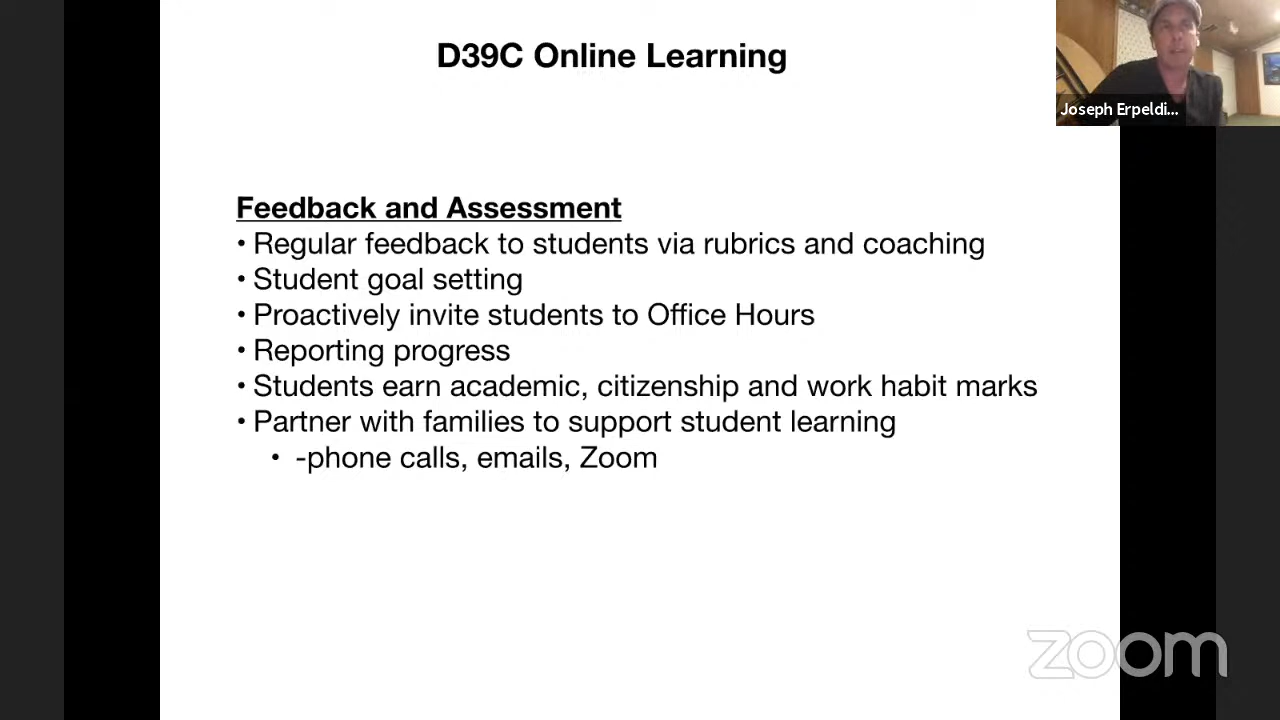 D39C Online Learning
Joseph Erpeldi...
Feedback and Assessment
• Regular feedback to students via rubrics and coaching
• Student goal setting
• Proactively invite students to Office Hours
• Reporting progress
• Students earn academic, citizenship and work habit marks
• Partner with families to support student learning
• -phone calls, emails, Zoom
zoom